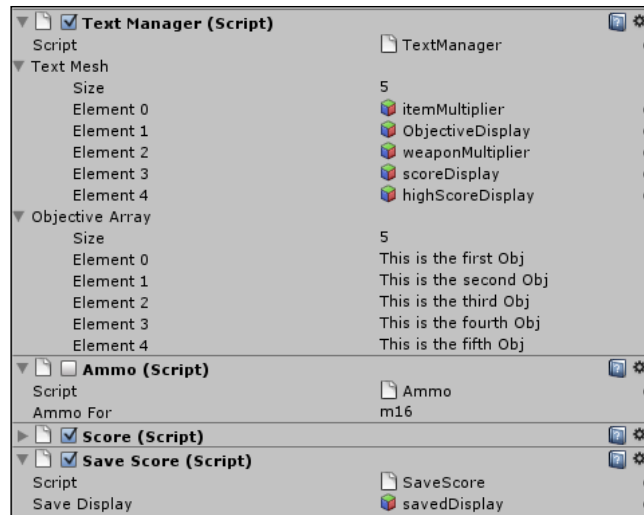 Text Manager (Script)
Script TextManager
Text Mesh
Size 5
Element 0 itemMultiplier
Element 1 ObjectiveDisplay
Element 2 weaponMultiplier
Element 3 scoreDisplay
Element 4 highScoreDisplay
Objective Array
Size 5
Element 0 This is the first Obj
Element 1 This is the second Obj
Element 2 This is the third Obj
Element 3 This is the fourth Obj
Element 4 This is the fifth Obj
Ammo (Script)
Script Ammo
Ammo For m16
Score (Script)
Save Score (Script)
Script SaveScore
Save Display savedDisplay